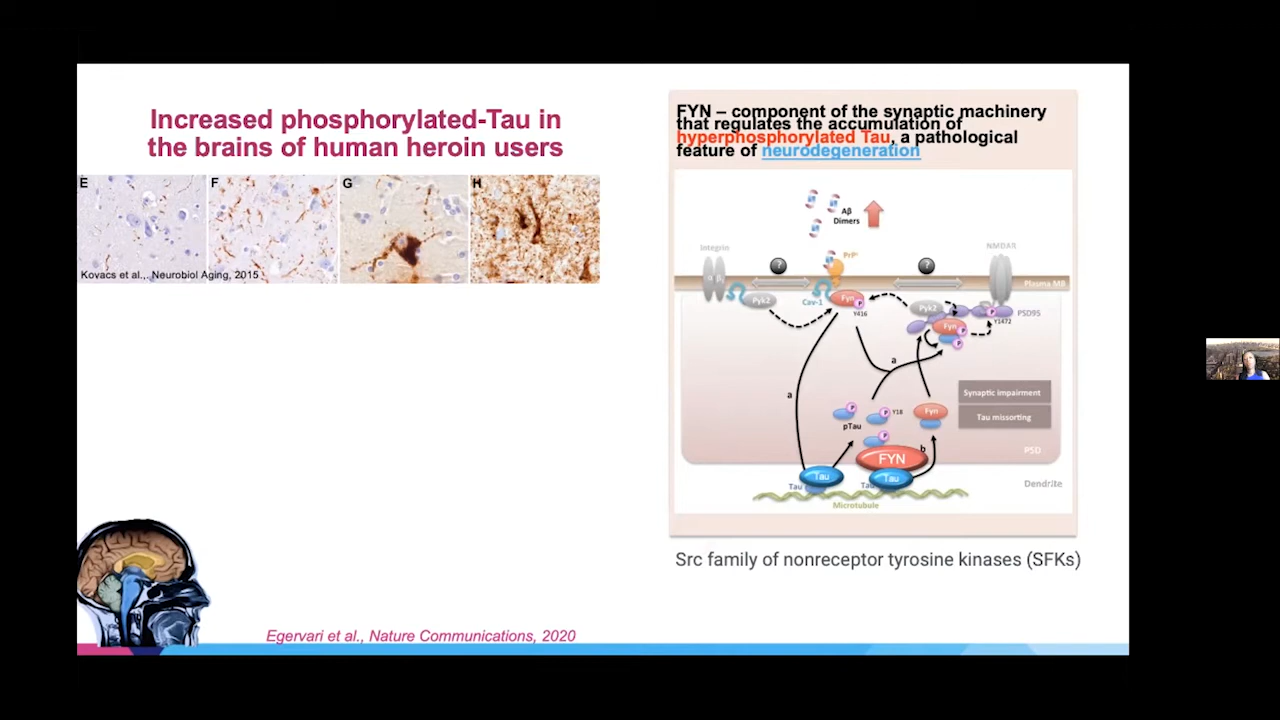 Increased phosphorylated-Tau in
the brains of human heroin users
E
F
G
H
Kovacs et al., Neurobiol Aging, 2015
Egervari et al., Nature Communications, 2020
FYN – component of the synaptic machinery
that regulates the accumulation of
hyperphosphorylated Tau, a pathological
feature of neurodegeneration
Aβ
Dimers
Integrin
NMDAR
PrPᶜ
α β
?
?
Plasma MB
Pyk2
Cav-1
Fyn
P
Y416
Pyk2
P
Y1472
PSD95
Fyn
P
P
a
a
Synaptic impairment
Tau missorting
P
P
Y18
pTau
P
Fyn
b
PSD
FYN
Tau
Tau
Tau
Tau
Dendrite
Microtubule
Src family of nonreceptor tyrosine kinases (SFKs)